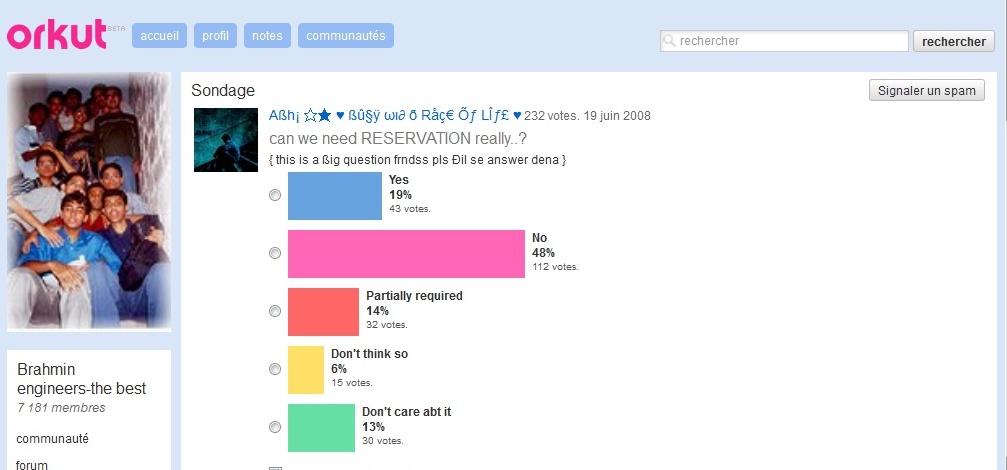 orkut BETA
accueil profil notes communautés
rechercher rechercher
Sondage
Signaler un spam
Aßh¡ ☆★ ♥ ßû§ÿ ωι∂ õ Råç€ Õƒ LÎƒ£ ♥ 232 votes. 19 juin 2008
can we need RESERVATION really..?
{ this is a ßig question frndss pls Ðil se answer dena }
Yes
19%
43 votes.
No
48%
112 votes.
Partially required
14%
32 votes.
Don't think so
6%
15 votes.
Don't care abt it
13%
30 votes.
Brahmin
engineers-the best
7 181 membres
communauté
forum